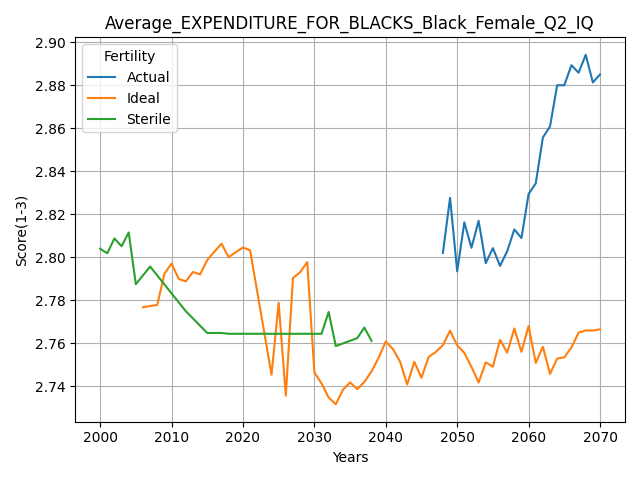 Average_EXPENDITURE_FOR_BLACKS_Black_Female_Q2_IQ
Fertility
Actual
Ideal
Sterile
Score(1-3)
2.90
2.88
2.86
2.84
2.82
2.80
2.78
2.76
2.74
2000 2010 2020 2030 2040 2050 2060 2070
Years